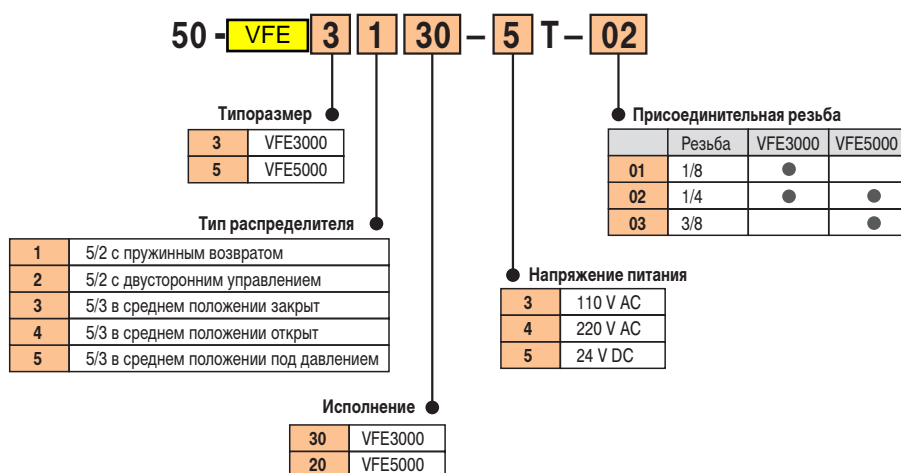 50 - VFE 3 1 30 – 5 T – 02
Типоразмер
3 VFE3000
5 VFE5000
Присоединительная резьба
Резьба VFE3000 VFE5000
01 1/8 ●
02 1/4 ● ●
03 3/8 ●
Тип распределителя
1 5/2 с пружинным возвратом
2 5/2 с двусторонним управлением
3 5/3 в среднем положении закрыт
4 5/3 в среднем положении открыт
5 5/3 в среднем положении под давлением
Напряжение питания
3 110 V AC
4 220 V AC
5 24 V DC
Исполнение
30 VFE3000
20 VFE5000